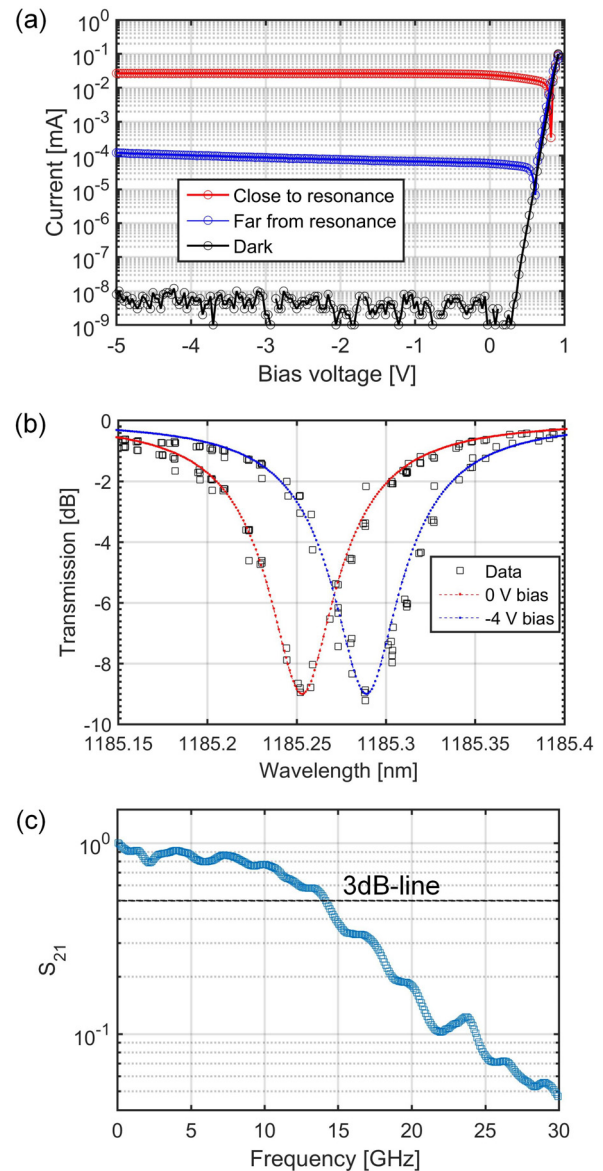 (a)
10^0
10^-1
10^-2
10^-3
10^-4
10^-5
10^-6
10^-7
10^-8
10^-9
Current [mA]
Close to resonance
Far from resonance
Dark
-5 -4 -3 -2 -1 0 1
Bias voltage [V]
(b)
0
-2
-4
-6
-8
-10
Transmission [dB]
Data
0 V bias
-4 V bias
1185.15 1185.2 1185.25 1185.3 1185.35 1185.4
Wavelength [nm]
(c)
10^0
10^-1
S_21
3dB-line
0 5 10 15 20 25 30
Frequency [GHz]